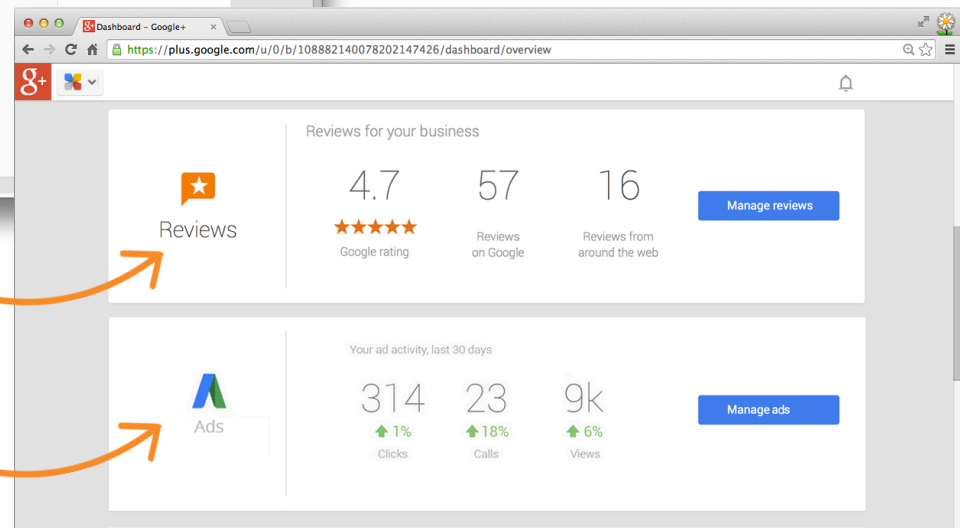 Dashboard - Google+
https://plus.google.com/u/0/b/108882140078202147426/dashboard/overview
g+
Reviews for your business
4.7
57
16
Manage reviews
Reviews
Google rating
Reviews
on Google
Reviews from
around the web
Your ad activity, last 30 days
314
23
9k
Manage ads
Ads
1%
18%
6%
Clicks
Calls
Views